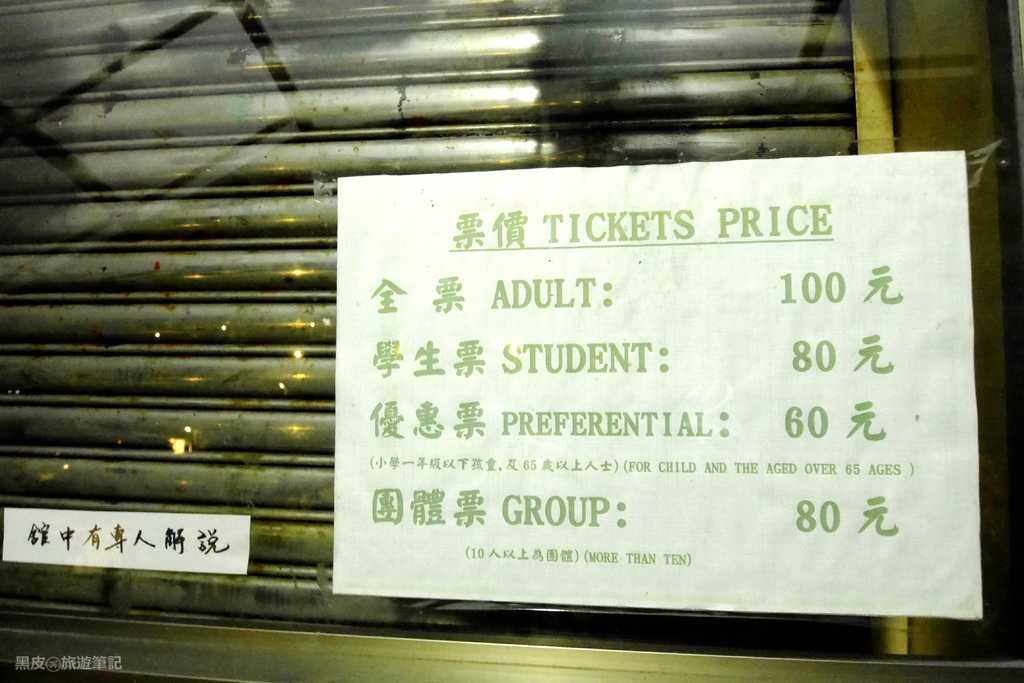 票價 TICKETS PRICE
全 票 ADULT: 100 元
學生票 STUDENT: 80 元
優惠票 PREFERENTIAL: 60 元
(小學一年級以下孩童,及65歲以上人士)(FOR CHILD AND THE AGED OVER 65 AGES )
團體票 GROUP: 80 元
(10人以上為團體)(MORE THAN TEN)
舘中有專人解說
黑皮旅遊筆記